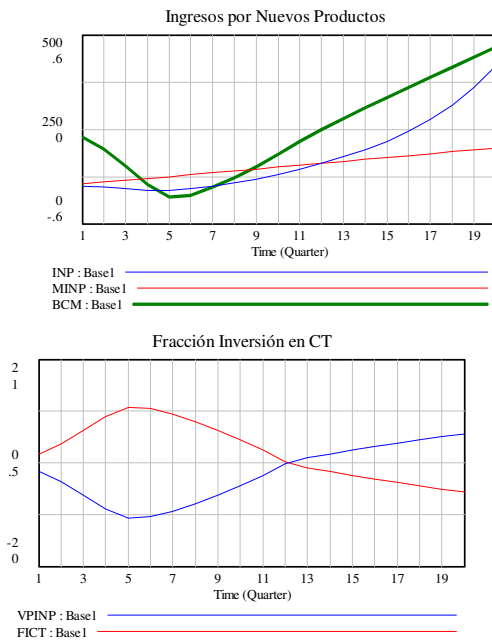 Ingresos por Nuevos Productos
500
.6
250
0
0
-.6
1 3 5 7 9 11 13 15 17 19
Time (Quarter)
INP : Base1
MINP : Base1
BCM : Base1
Fracción Inversión en CT
2
1
0
.5
-2
0
1 3 5 7 9 11 13 15 17 19
Time (Quarter)
VPINP : Base1
FICT : Base1